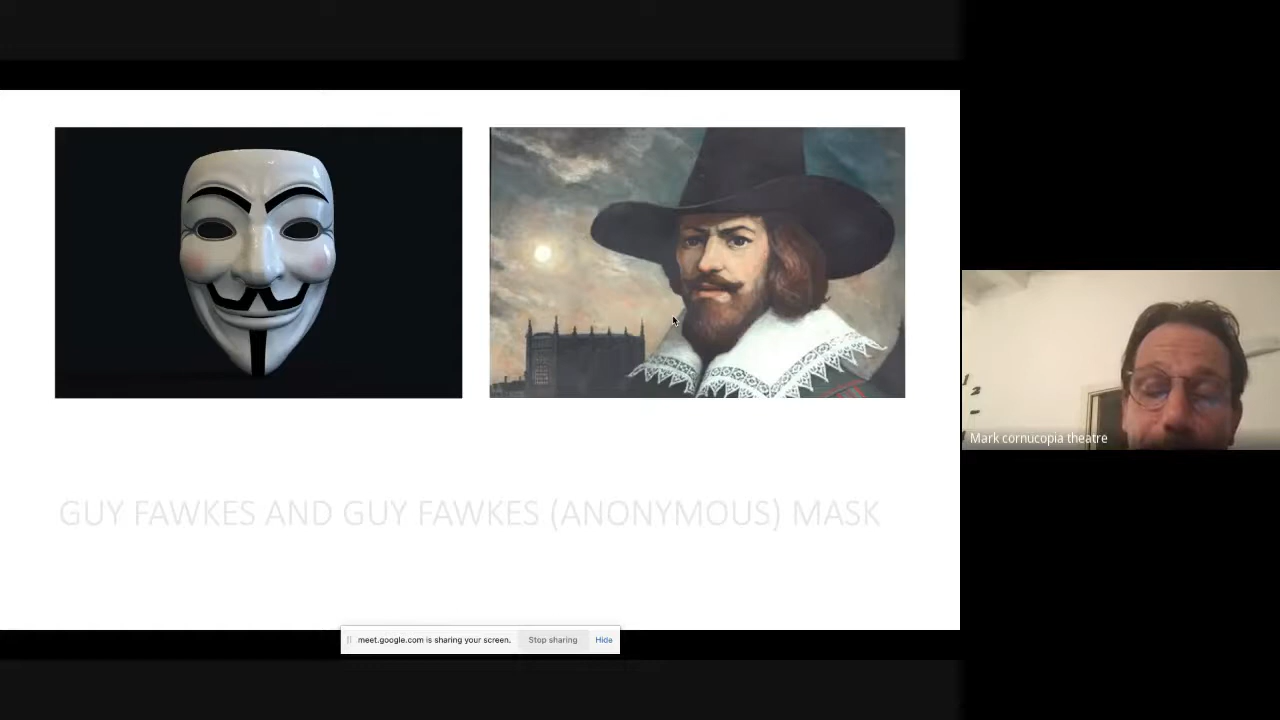 GUY FAWKES AND GUY FAWKES (ANONYMOUS) MASK
Mark cornucopia theatre
meet.google.com is sharing your screen. Stop sharing Hide